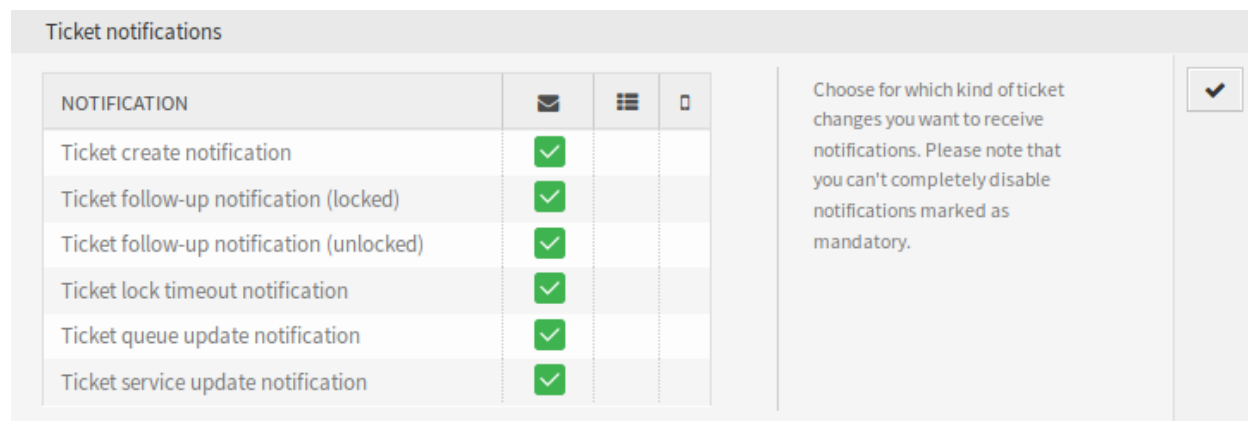 Ticket notifications
NOTIFICATION
Ticket create notification
Ticket follow-up notification (locked)
Ticket follow-up notification (unlocked)
Ticket lock timeout notification
Ticket queue update notification
Ticket service update notification
Choose for which kind of ticket
changes you want to receive
notifications. Please note that
you can't completely disable
notifications marked as
mandatory.